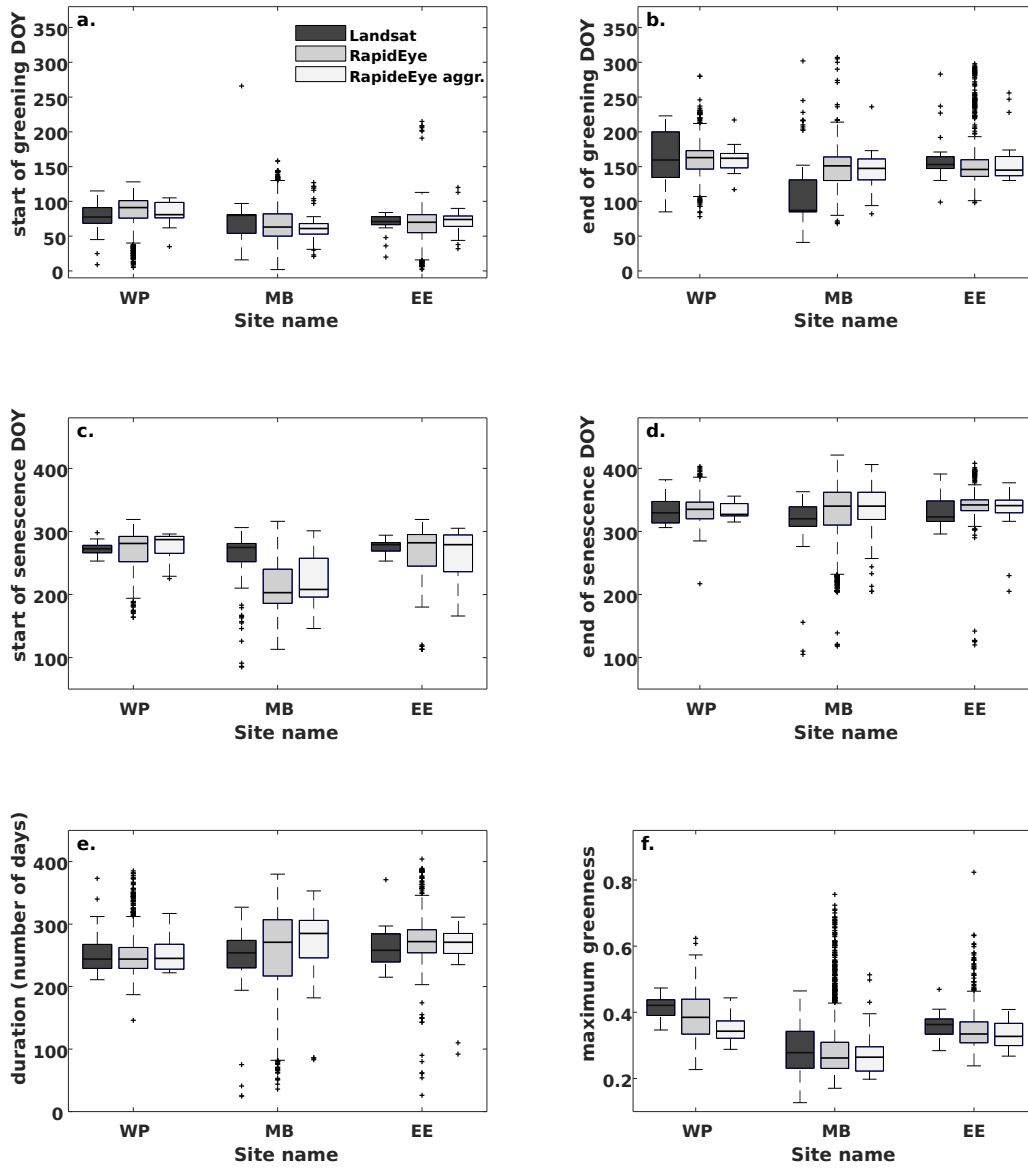 a.
Landsat
RapidEye
RapideEye aggr.
start of greening DOY
350
300
250
200
150
100
50
0
WP MB EE
Site name
b.
end of greening DOY
350
300
250
200
150
100
50
0
WP MB EE
Site name
c.
start of senescence DOY
400
300
200
100
WP MB EE
Site name
d.
end of senescence DOY
400
300
200
100
WP MB EE
Site name
e.
duration (number of days)
400
300
200
100
0
WP MB EE
Site name
f.
maximum greenness
0.8
0.6
0.4
0.2
WP MB EE
Site name